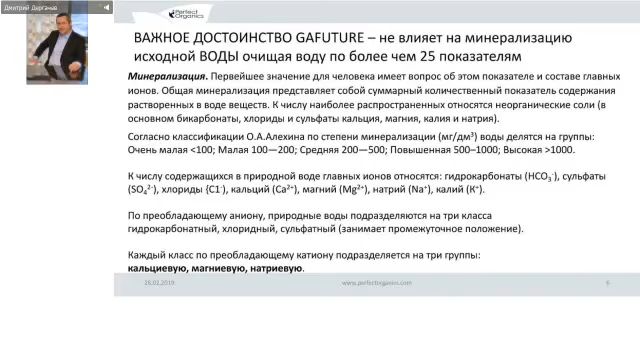 Дмитрий Дерганов
Perfect
Organics
ВАЖНОЕ ДОСТОИНСТВО GAFUTURE – не влияет на минерализацию
исходной ВОДЫ очищая воду по более чем 25 показателям
Минерализация. Первейшее значение для человека имеет вопрос об этом показателе и составе главных
ионов. Общая минерализация представляет собой суммарный количественный показатель содержания
растворенных в воде веществ. К числу наиболее распространенных относятся неорганические соли (в
основном бикарбонаты, хлориды и сульфаты кальция, магния, калия и натрия).
Согласно классификации О.А.Алехина по степени минерализации (мг/дм³) воды делятся на группы:
Очень малая <100; Малая 100—200; Средняя 200—500; Повышенная 500–1000; Высокая >1000.
К числу содержащихся в природной воде главных ионов относятся: гидрокарбонаты (HCO₃⁻), сульфаты
(SO₄²⁻), хлориды {C1⁻), кальций (Ca²⁺), магний (Mg²⁺), натрий (Na⁺), калий (К⁺).
По преобладающему аниону, природные воды подразделяются на три класса
гидрокарбонатный, хлоридный, сульфатный (занимает промежуточное положение).
Каждый класс по преобладающему катиону подразделяется на три группы:
кальциевую, магниевую, натриевую.
28.02.2019
www.perfectorganics.com
6